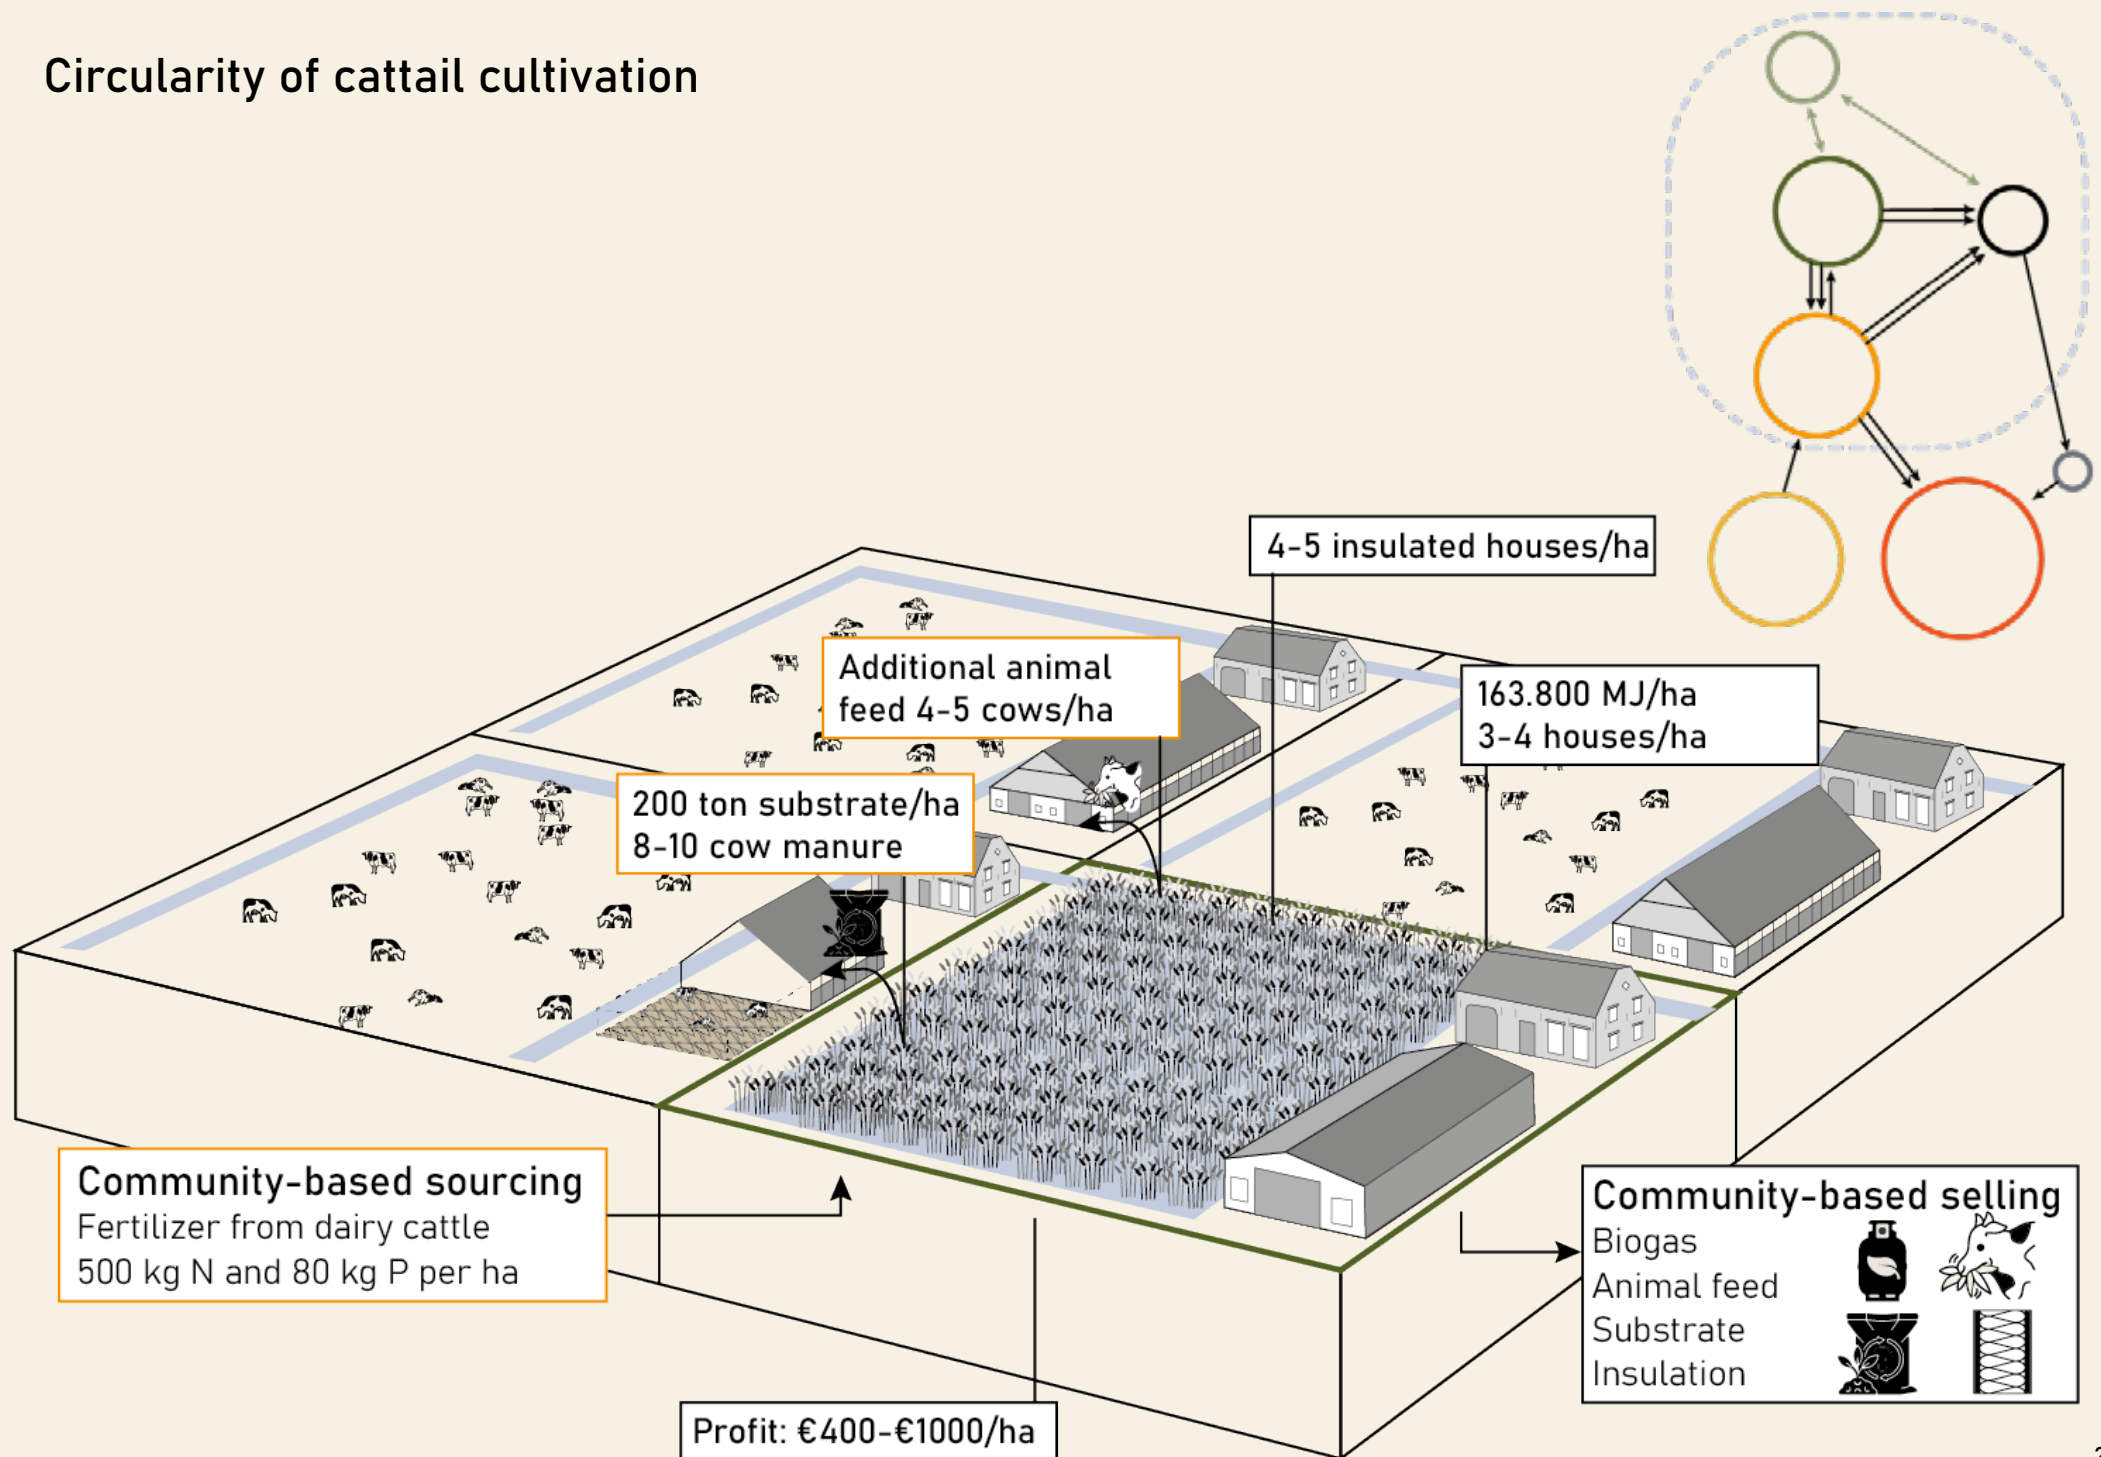 Circularity of cattail cultivation
4-5 insulated houses/ha
Additional animal
feed 4-5 cows/ha
163.800 MJ/ha
3-4 houses/ha
200 ton substrate/ha
8-10 cow manure
Community-based sourcing
Fertilizer from dairy cattle
500 kg N and 80 kg P per ha
Community-based selling
Biogas
Animal feed
Substrate
Insulation
Profit: €400-€1000/ha